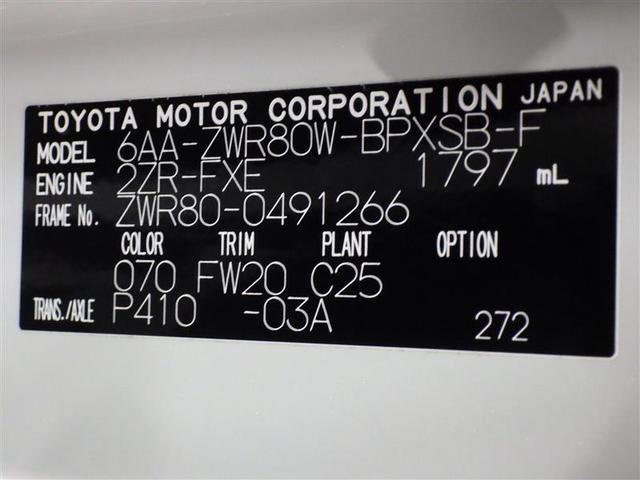 TOYOTA MOTOR CORPORATION JAPAN
MODEL 6AA-ZWR80W-BPXSB-F
ENGINE 2ZR-FXE 1797 mL
FRAME No. ZWR80-0491266
COLOR TRIM PLANT OPTION
070 FW20 C25
TRANS./AXLE P410 -03A 272